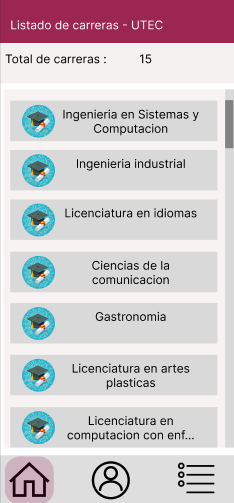 Listado de carreras - UTEC
Total de carreras : 15
Ingenieria en Sistemas y
Computacion
Ingenieria industrial
Licenciatura en idiomas
Ciencias de la
comunicacion
Gastronomia
Licenciatura en artes
plasticas
Licenciatura en
computacion con enf...